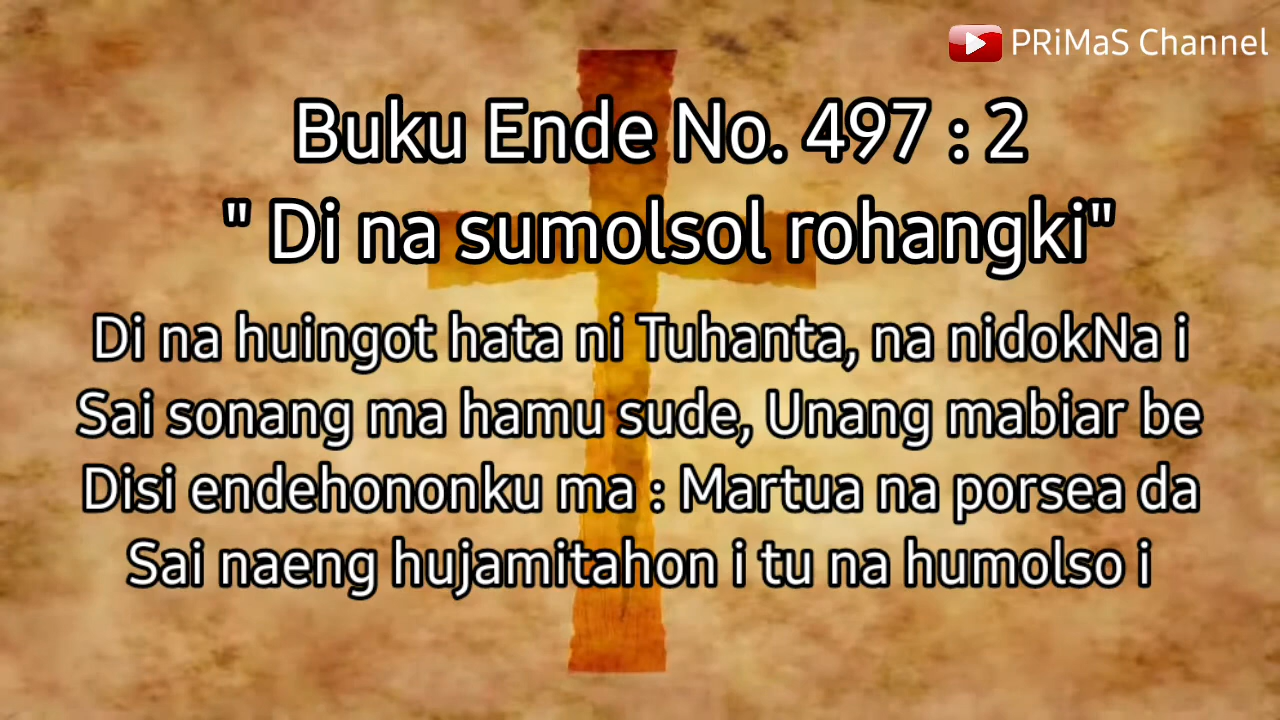 PRiMaS Channel
Buku Ende No. 497 : 2
" Di na sumolsol rohangki"
Di na huingot hata ni Tuhanta, na nidokNa i
Sai sonang ma hamu sude, Unang mabiar be
Disi endehononku ma : Martua na porsea da
Sai naeng hujamitahon i tu na humolso i